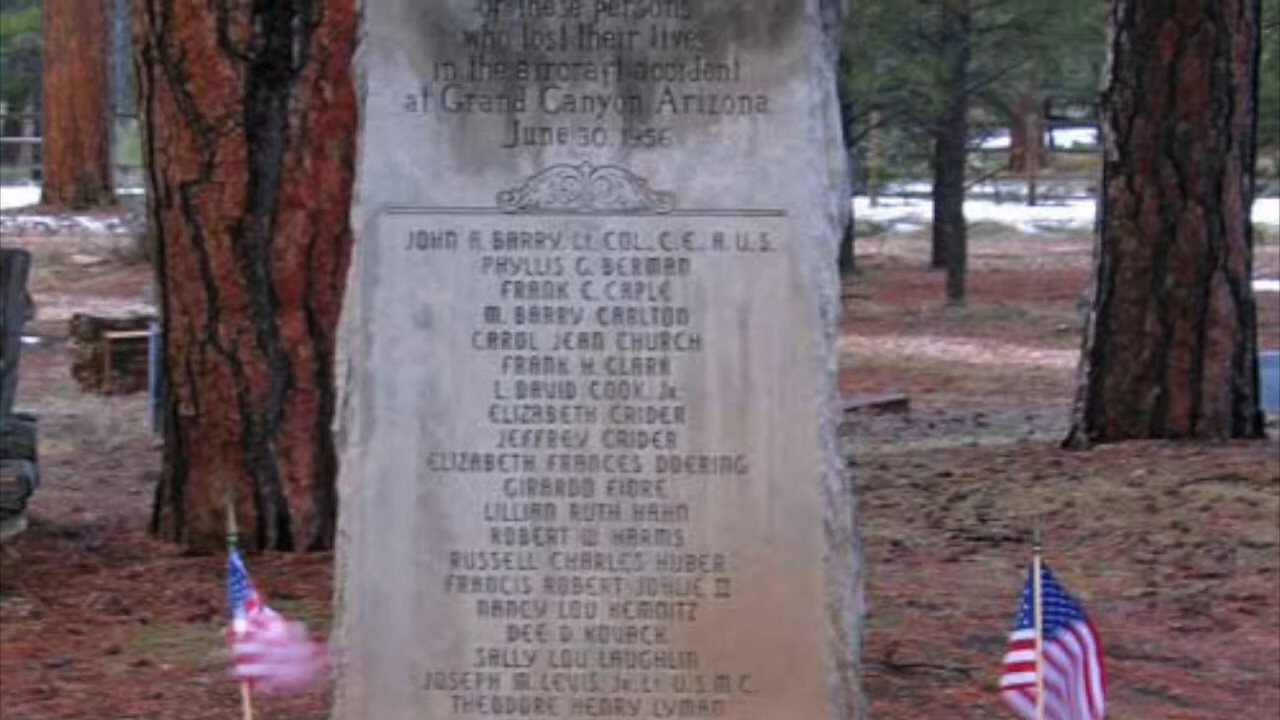 of these persons
who lost their lives
in the aircraft accident
at Grand Canyon Arizona
June 30, 1956
JOHN A. BARRY, Lt. COL., C.E., A.U.S.
PHYLLIS G. BERMAN
FRANK C. CAPLE
M. BARRY CARLTON
CAROL JEAN CHURCH
FRANK H. CLARK
L. DAVID COOK, Jr.
ELIZABETH CRIDER
JEFFREY CRIDER
ELIZABETH FRANCES DOERING
GIRARDO FIORE
LILLIAN RUTH HAHN
ROBERT W. HARMS
RUSSELL CHARLES HUBER
FRANCIS ROBERT JOHLIE II
NANCY LOU KEMNITZ
DEE D. KOVACK
SALLY LOU LAUGHLIN
JOSEPH M. LEVIS, Jr. Lt. U.S.M.C.
THEODORE HENRY LYMAN